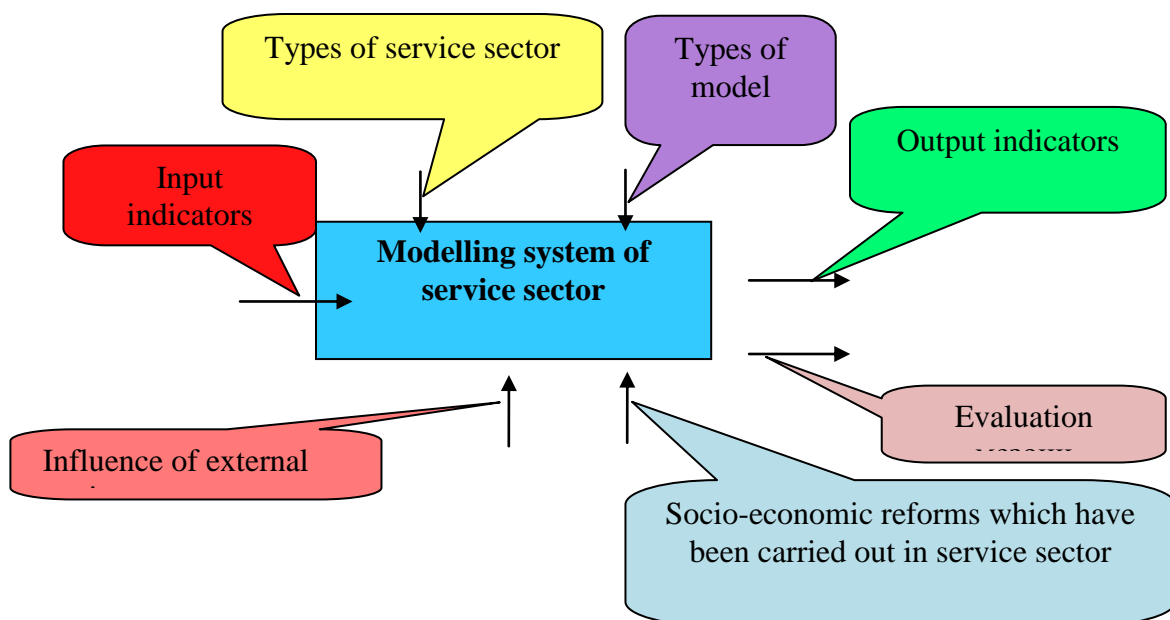 Types of service sector
Types of
model
Output indicators
Input
indicators
Modelling system of
service sector
Evaluation
Influence of external
Socio-economic reforms which have
been carried out in service sector